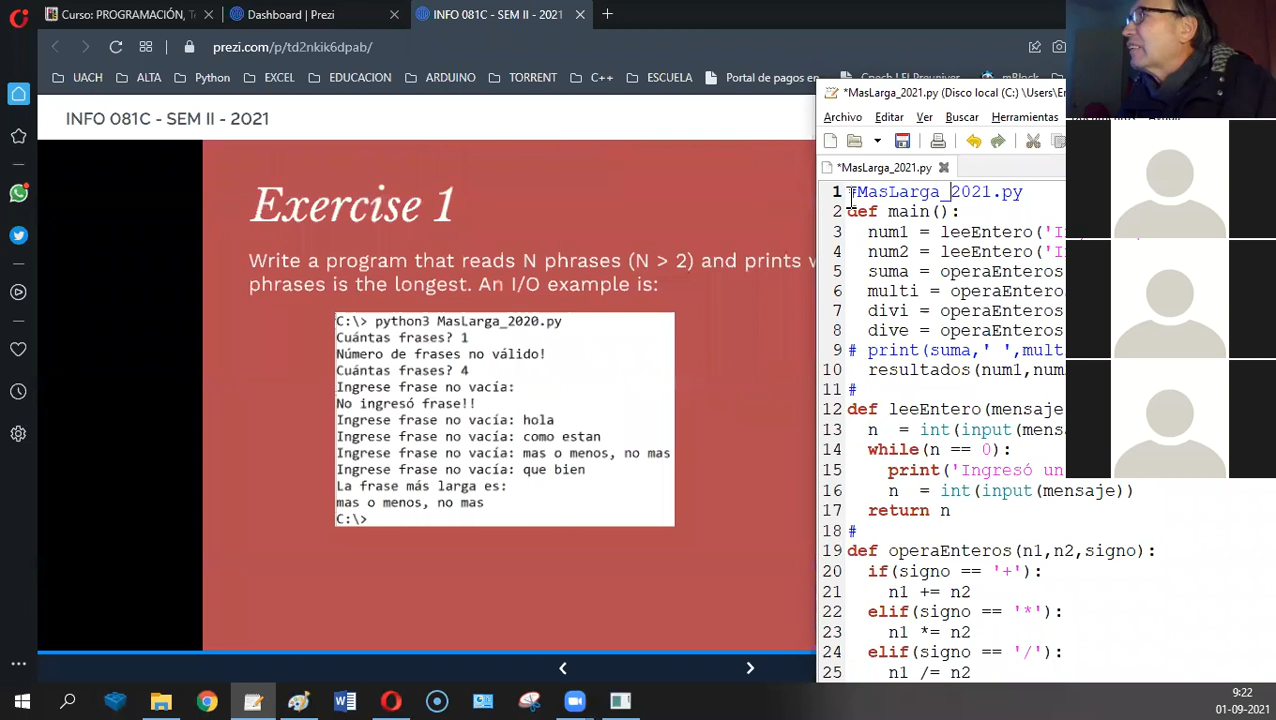 Curso: PROGRAMACIÓN, T
Dashboard | Prezi
INFO 081C - SEM II - 2021
prezi.com/p/td2nkik6dpab/
UACH
ALTA
Python
EXCEL
EDUCACION
ARDUINO
TORRENT
C++
ESCUELA
Portal de pagos en
mBlock
INFO 081C - SEM II - 2021
Exercise 1
Write a program that reads N phrases (N > 2) and prints
phrases is the longest. An I/O example is:
C:\> python3 MasLarga_2020.py
Cuántas frases? 1
Número de frases no válido!
Cuántas frases? 4
Ingrese frase no vacía:
No ingresó frase!!
Ingrese frase no vacía: hola
Ingrese frase no vacía: como estan
Ingrese frase no vacía: mas o menos, no mas
Ingrese frase no vacía: que bien
La frase más larga es:
mas o menos, no mas
C:\>
*MasLarga_2021.py (Disco local (C:) \Users\Er
Archivo
Editar
Ver
Buscar
Herramientas
*MasLarga_2021.py
1 #MasLarga_2021.py
2 def main():
3 num1 = leeEntero('I
4 num2 = leeEntero('I
5 suma = operaEnteros
6 multi = operaEnteros
7 divi = operaEnteros
8 dive = operaEnteros
9 # print(suma,' ',mult
10 resultados(num1,num
11 #
12 def leeEntero(mensaje
13 n = int(input(mens
14 while(n == 0):
15 print('Ingresó un
16 n = int(input(mensaje))
17 return n
18 #
19 def operaEnteros(n1,n2,signo):
20 if(signo == '+'):
21 n1 += n2
22 elif(signo == '*'):
23 n1 *= n2
24 elif(signo == '/'):
25 n1 /= n2
9:22
01-09-2021